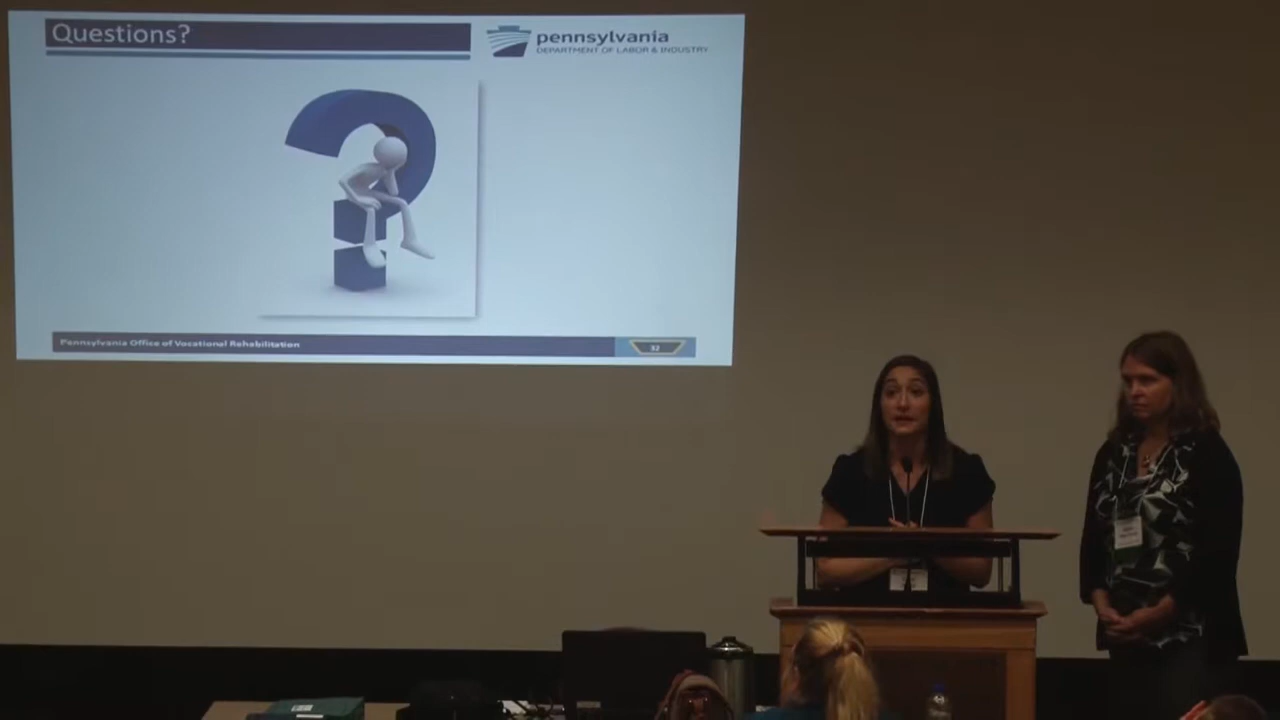 Questions?
pennsylvania
DEPARTMENT OF LABOR & INDUSTRY
Pennsylvania Office of Vocational Rehabilitation
32